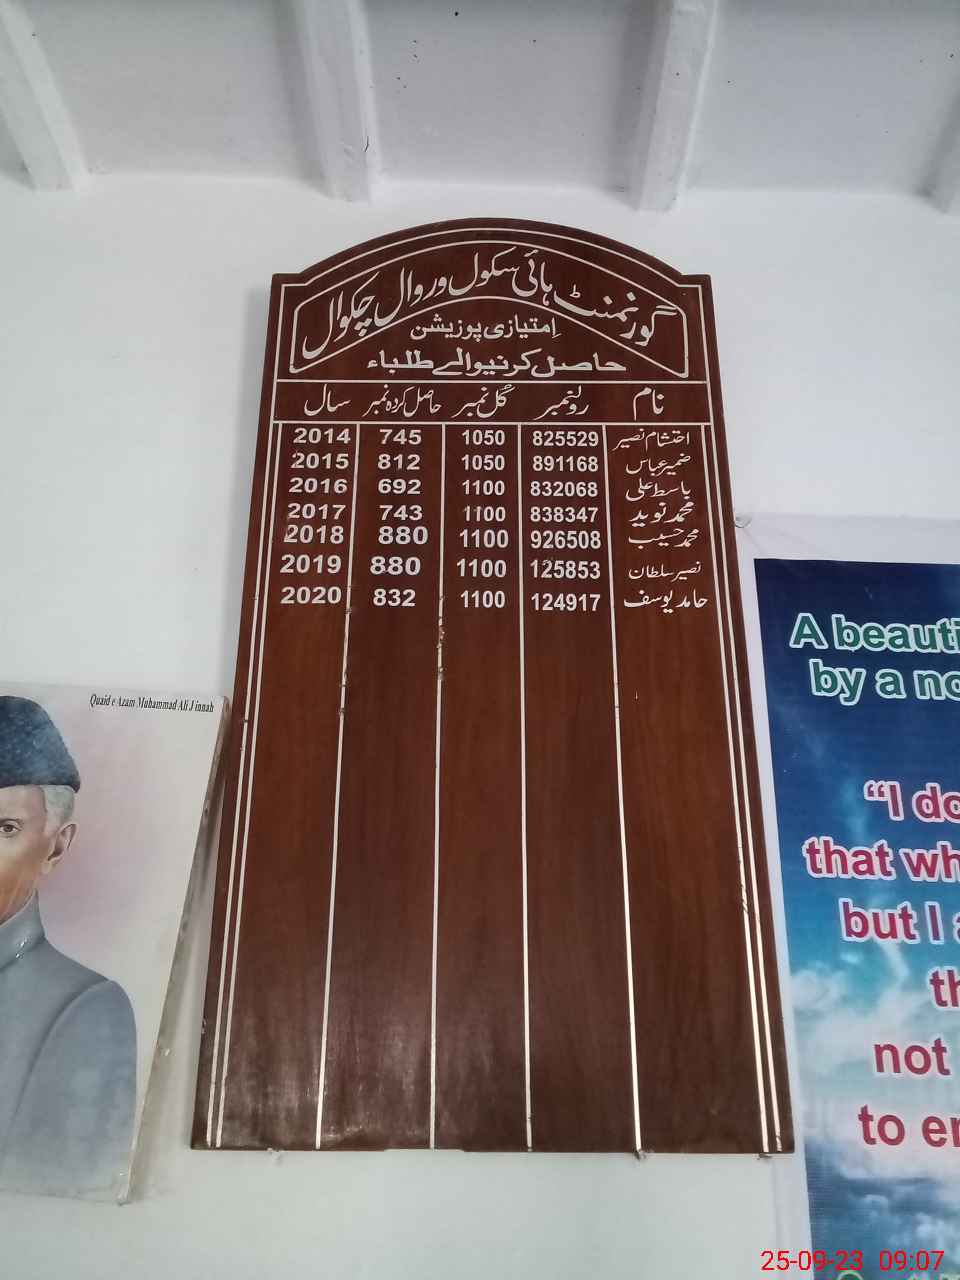 گورنمنٹ ہائی سکول وروال چکوال
اِمتیازی پوزیشن
حاصل کرنیوالے طلباء
نام رولنمبر کُل نمبر حاصل کردہ نمبر سال
احتشام نصیر 825529 1050 745 2014
ضمیر عباس 891168 1050 812 2015
باسط علی 832068 1100 692 2016
محمد نوید 838347 1100 743 2017
محمد حسیب 926508 1100 880 2018
نصیر سلطان 125853 1100 880 2019
حامد یوسف 124917 1100 832 2020
Quaid e Azam Muhammad Ali Jinnah
A beauti
by a no
“I do
that wh
but I a
th
not
to en
25-09-23 09:07